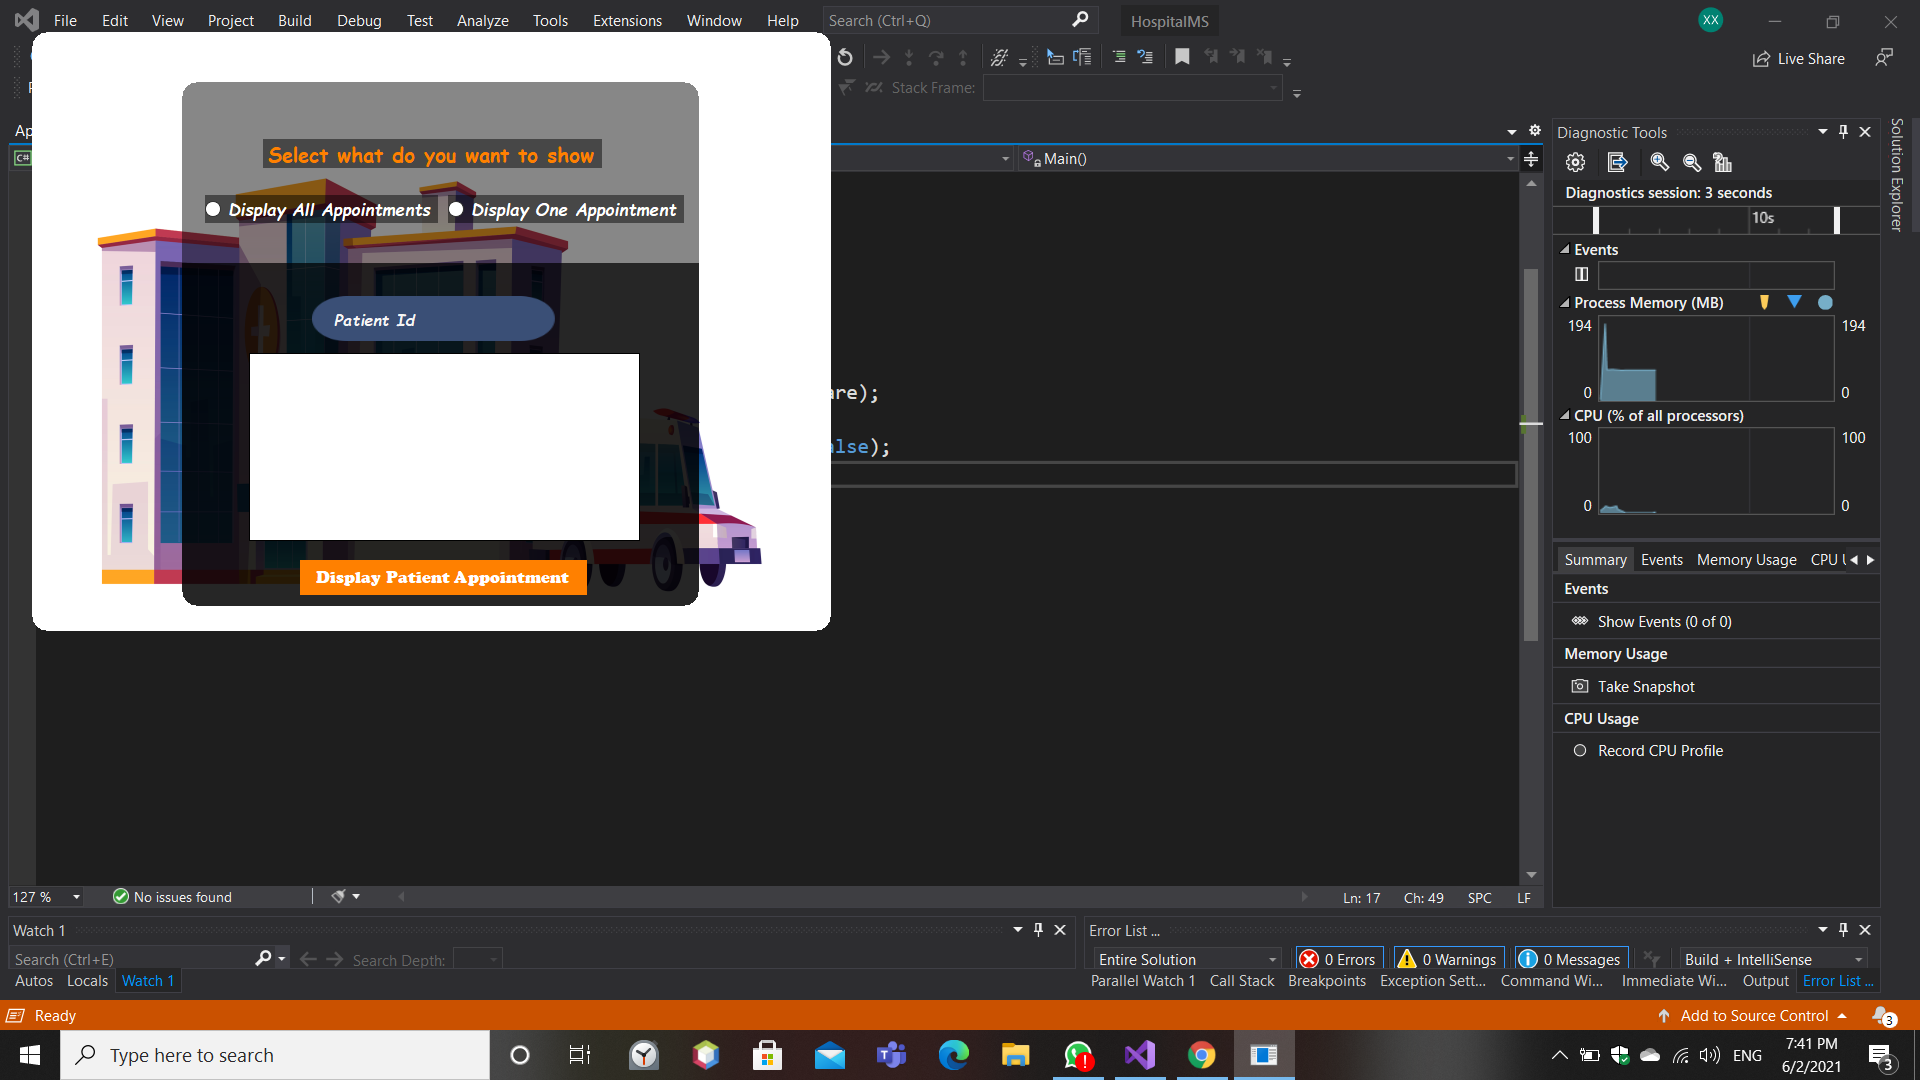 File Edit View Project Build Debug Test Analyze Tools Extensions Window Help Search (Ctrl+Q) HospitalMS XX
Live Share
Stack Frame:
Ap
C#
Main()
Select what do you want to show
Display All Appointments Display One Appointment
Patient Id
Display Patient Appointment
are);
alse);
Diagnostic Tools
Diagnostics session: 3 seconds
10s
Events
Process Memory (MB)
194 194
0 0
CPU (% of all processors)
100 100
0 0
Summary Events Memory Usage CPU U
Events
Show Events (0 of 0)
Memory Usage
Take Snapshot
CPU Usage
Record CPU Profile
Solution Explorer
127 % No issues found Ln: 17 Ch: 49 SPC LF
Watch 1
Search (Ctrl+E) Search Depth:
Autos Locals Watch 1
Error List ...
Entire Solution 0 Errors 0 Warnings 0 Messages Build + IntelliSense
Parallel Watch 1 Call Stack Breakpoints Exception Sett... Command Wi... Immediate Wi... Output Error List ...
Ready Add to Source Control 3
Type here to search ENG 7:41 PM
6/2/2021 3